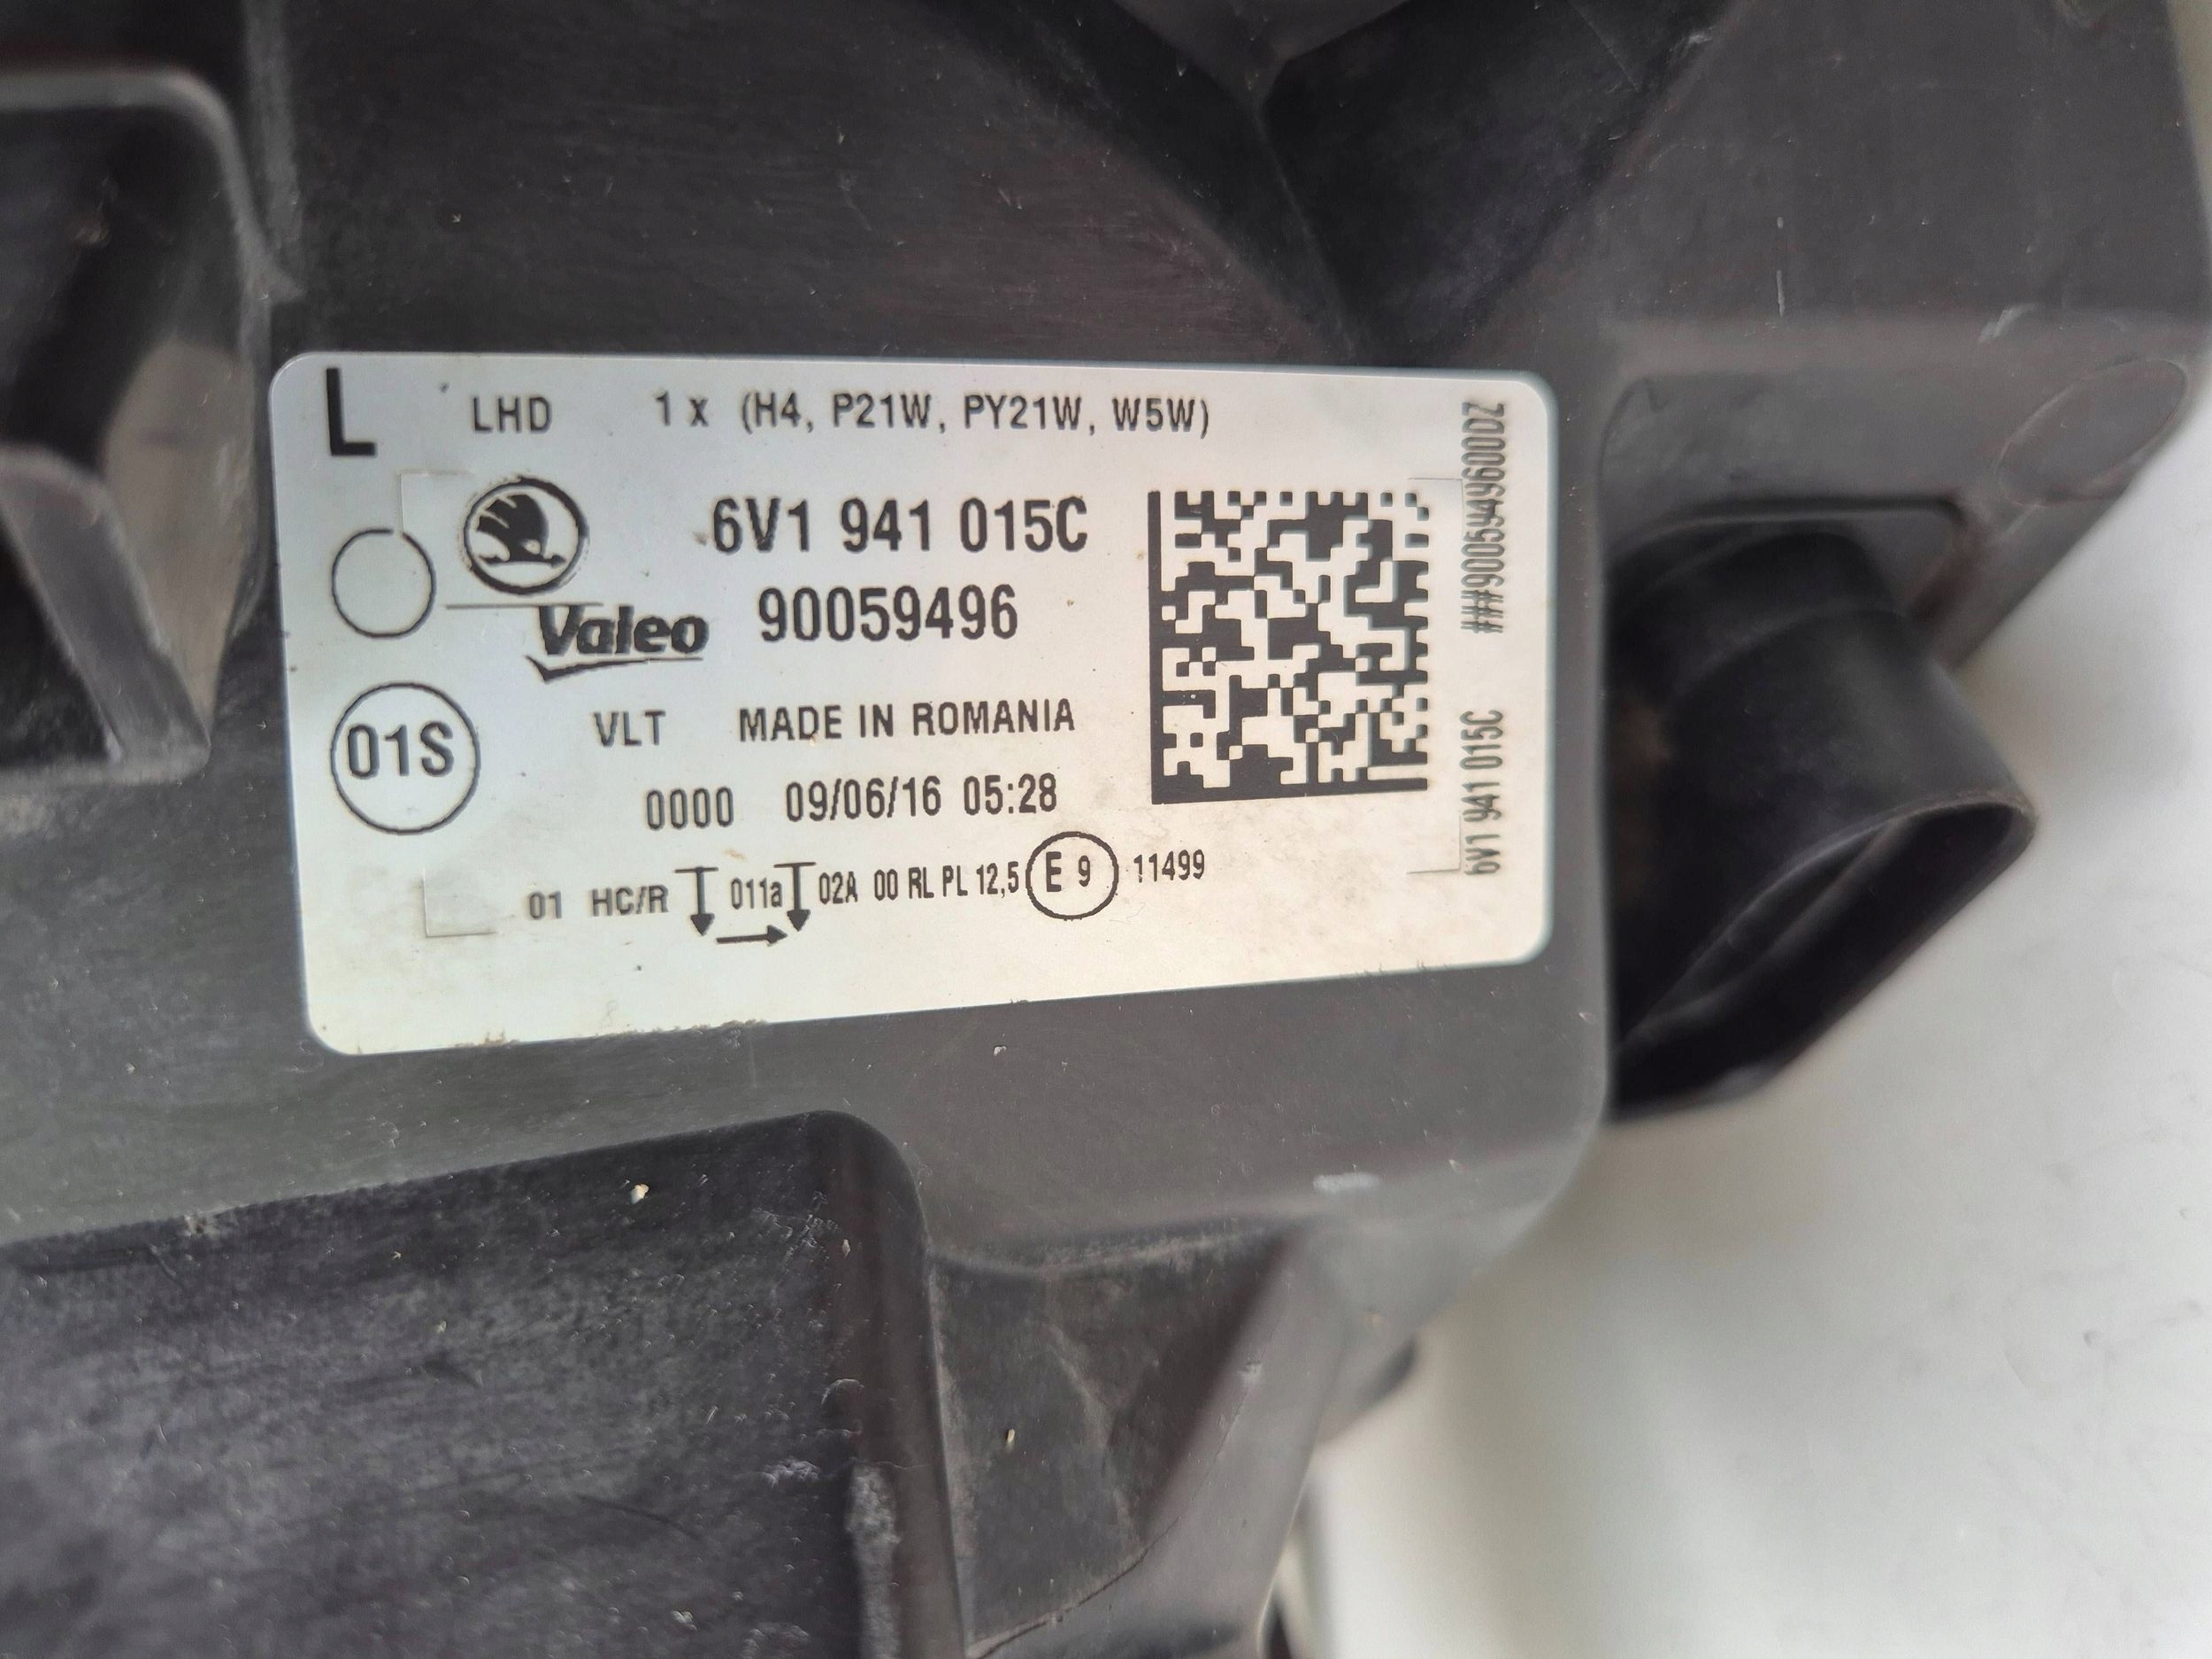 L LHD 1 x (H4, P21W, PY21W, W5W)
6V1 941 015C
Valeo 90059496
01S
VLT MADE IN ROMANIA
0000 09/06/16 05:28
01 HC/R 011a 02A 00 RL PL 12,5 E 9 11499
6V1 941 015C ###9005949600DZ